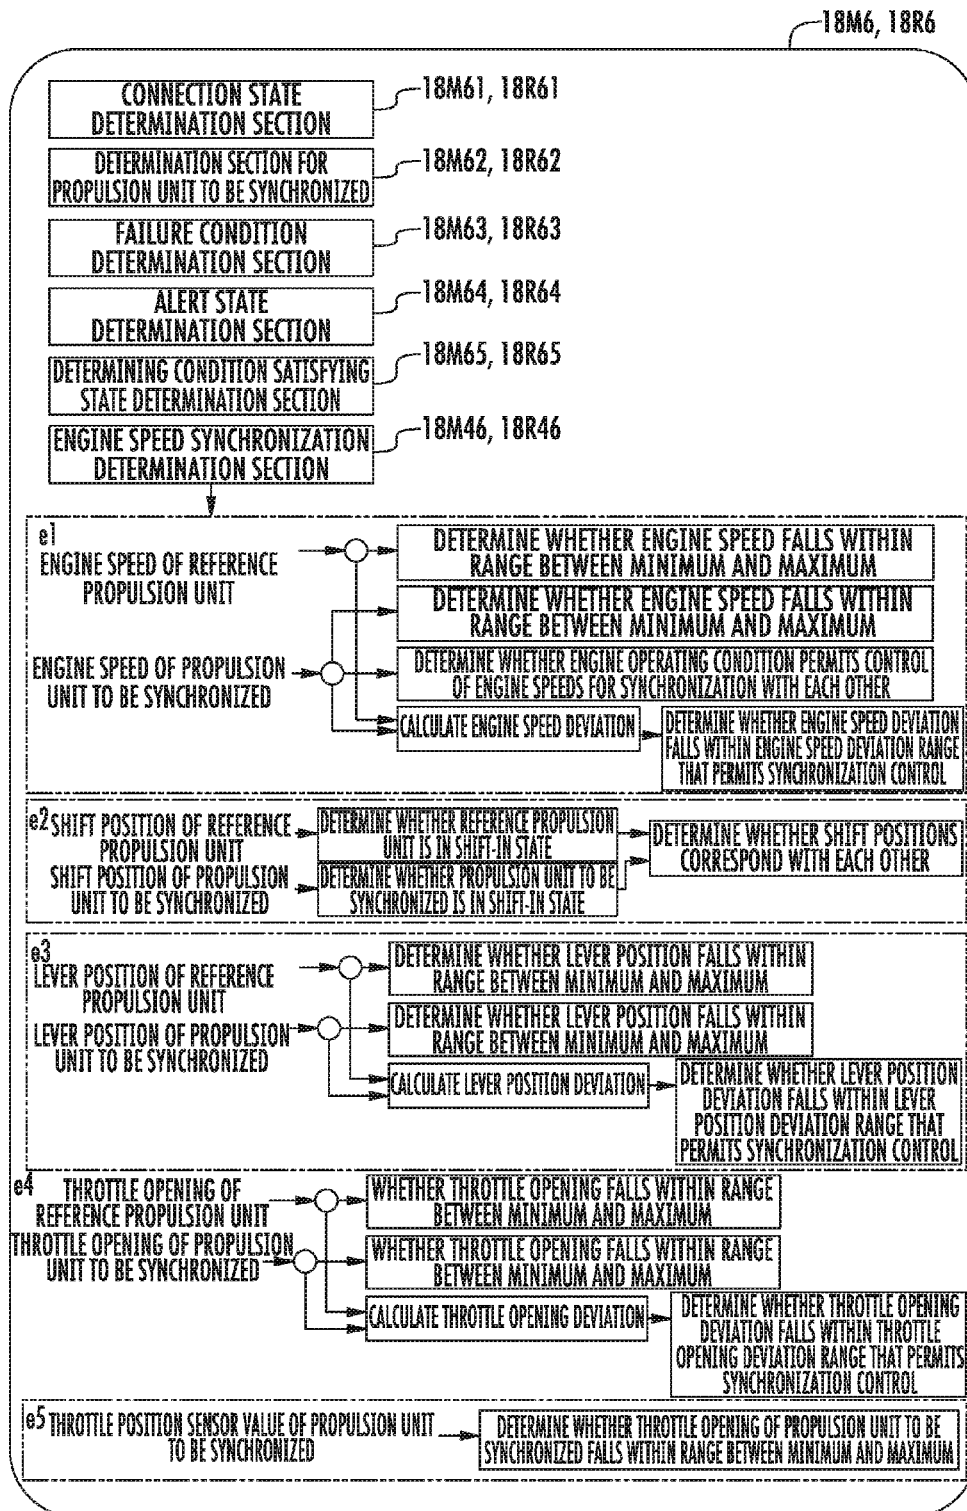 18M6, 18R6
CONNECTION STATE
DETERMINATION SECTION
18M61, 18R61
DETERMINATION SECTION FOR
PROPULSION UNIT TO BE SYNCHRONIZED
18M62, 18R62
FAILURE CONDITION
DETERMINATION SECTION
18M63, 18R63
ALERT STATE
DETERMINATION SECTION
18M64, 18R64
DETERMINING CONDITION SATISFYING
STATE DETERMINATION SECTION
18M65, 18R65
ENGINE SPEED SYNCHRONIZATION
DETERMINATION SECTION
18M46, 18R46
e1
ENGINE SPEED OF REFERENCE
PROPULSION UNIT
DETERMINE WHETHER ENGINE SPEED FALLS WITHIN
RANGE BETWEEN MINIMUM AND MAXIMUM
DETERMINE WHETHER ENGINE SPEED FALLS WITHIN
RANGE BETWEEN MINIMUM AND MAXIMUM
ENGINE SPEED OF PROPULSION
UNIT TO BE SYNCHRONIZED
DETERMINE WHETHER ENGINE OPERATING CONDITION PERMITS CONTROL
OF ENGINE SPEEDS FOR SYNCHRONIZATION WITH EACH OTHER
CALCULATE ENGINE SPEED DEVIATION
DETERMINE WHETHER ENGINE SPEED DEVIATION
FALLS WITHIN ENGINE SPEED DEVIATION RANGE
THAT PERMITS SYNCHRONIZATION CONTROL
e2
SHIFT POSITION OF REFERENCE
PROPULSION UNIT
DETERMINE WHETHER REFERENCE PROPULSION
UNIT IS IN SHIFT-IN STATE
DETERMINE WHETHER SHIFT POSITIONS
CORRESPOND WITH EACH OTHER
SHIFT POSITION OF PROPULSION
UNIT TO BE SYNCHRONIZED
DETERMINE WHETHER PROPULSION UNIT TO BE
SYNCHRONIZED IS IN SHIFT-IN STATE
e3
LEVER POSITION OF REFERENCE
PROPULSION UNIT
DETERMINE WHETHER LEVER POSITION FALLS WITHIN
RANGE BETWEEN MINIMUM AND MAXIMUM
LEVER POSITION OF PROPULSION
UNIT TO BE SYNCHRONIZED
DETERMINE WHETHER LEVER POSITION FALLS WITHIN
RANGE BETWEEN MINIMUM AND MAXIMUM
CALCULATE LEVER POSITION DEVIATION
DETERMINE WHETHER LEVER POSITION
DEVIATION FALLS WITHIN LEVER
POSITION DEVIATION RANGE THAT
PERMITS SYNCHRONIZATION CONTROL
e4
THROTTLE OPENING OF
REFERENCE PROPULSION UNIT
WHETHER THROTTLE OPENING FALLS WITHIN RANGE
BETWEEN MINIMUM AND MAXIMUM
THROTTLE OPENING OF PROPULSION
UNIT TO BE SYNCHRONIZED
WHETHER THROTTLE OPENING FALLS WITHIN RANGE
BETWEEN MINIMUM AND MAXIMUM
CALCULATE THROTTLE OPENING DEVIATION
DETERMINE WHETHER THROTTLE OPENING
DEVIATION FALLS WITHIN THROTTLE
OPENING DEVIATION RANGE THAT PERMITS
SYNCHRONIZATION CONTROL
e5
THROTTLE POSITION SENSOR VALUE OF PROPULSION UNIT
TO BE SYNCHRONIZED
DETERMINE WHETHER THROTTLE OPENING OF PROPULSION UNIT TO BE
SYNCHRONIZED FALLS WITHIN RANGE BETWEEN MINIMUM AND MAXIMUM